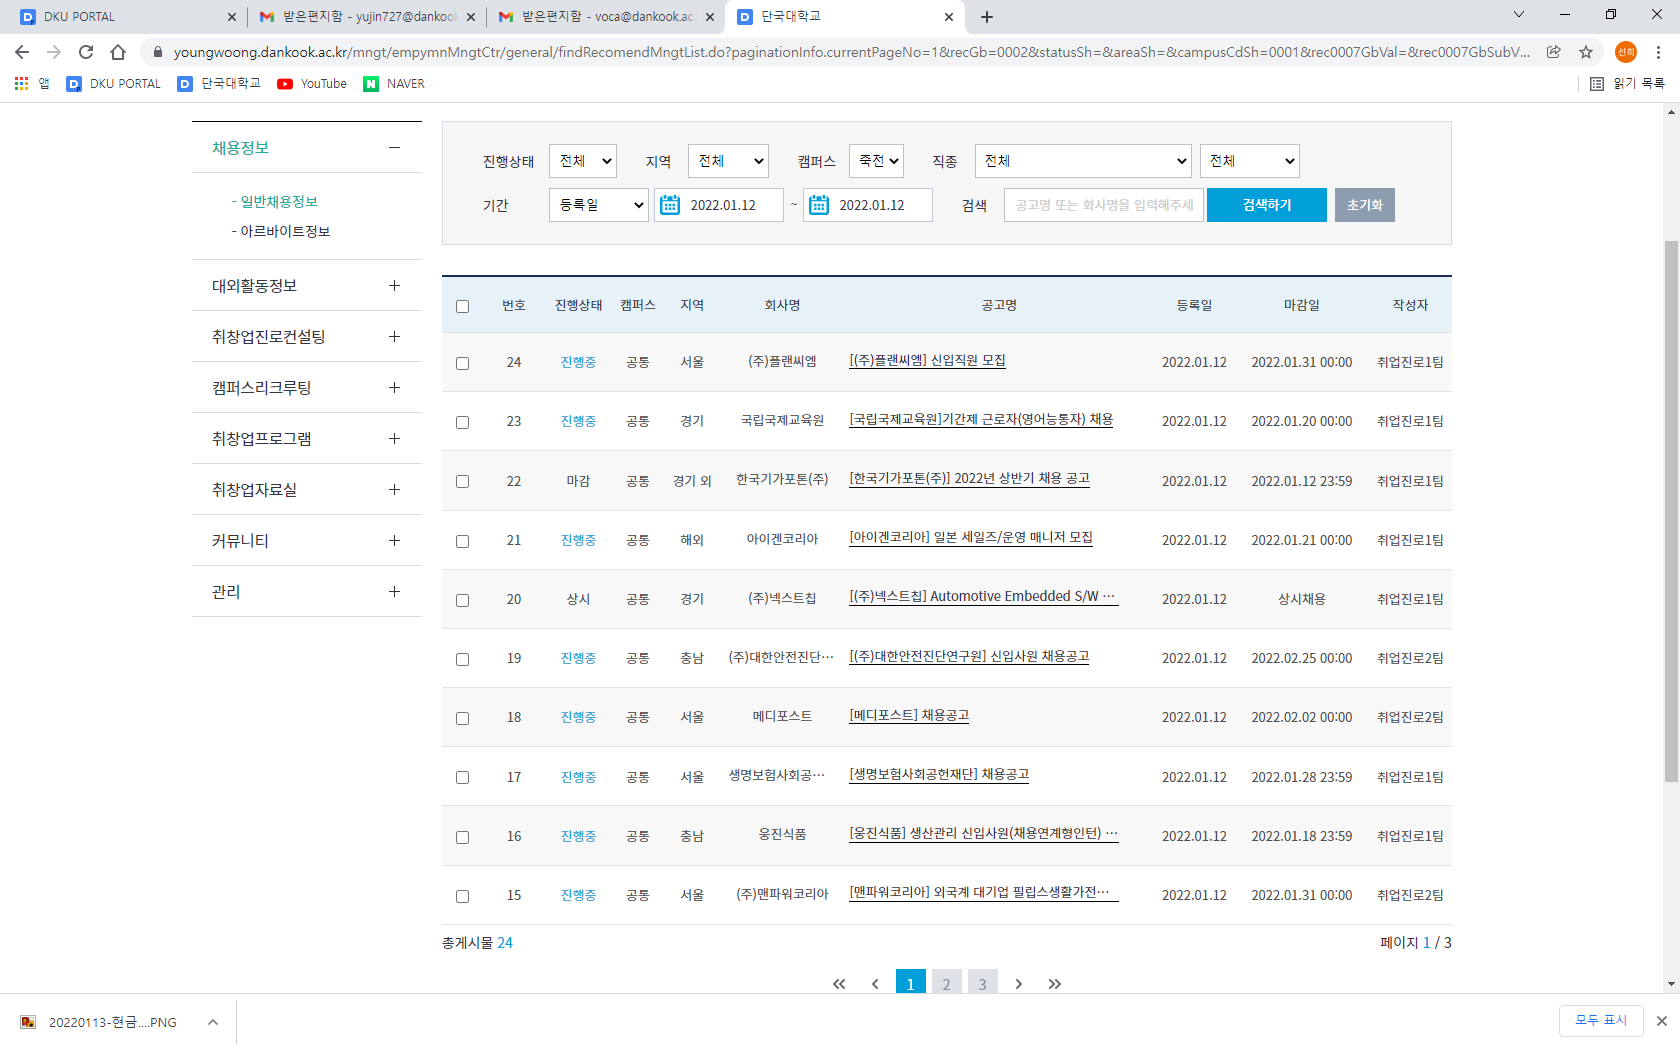 DKU PORTAL
받은편지함 - yujin727@dankook
받은편지함 - voca@dankook.ac.
단국대학교
youngwoong.dankook.ac.kr/mngt/empymnMngtCtr/general/findRecomendMngtList.do?paginationInfo.currentPageNo=1&recGb=0002&statusSh=&areaSh=&campusCdSh=0001&rec0007GbVal=&rec0007GbSubV...
선희
앱
DKU PORTAL
단국대학교
YouTube
NAVER
읽기 목록
채용정보
- 일반채용정보
- 아르바이트정보
대외활동정보
취창업진로컨설팅
캠퍼스리크루팅
취창업프로그램
취창업자료실
커뮤니티
관리
진행상태 전체 지역 전체 캠퍼스 죽전 직종 전체 전체
기간 등록일 2022.01.12 ~ 2022.01.12 검색 공고명 또는 회사명을 입력해주세 검색하기 초기화
번호 진행상태 캠퍼스 지역 회사명 공고명 등록일 마감일 작성자
24 진행중 공통 서울 (주)플랜씨엠 [(주)플랜씨엠] 신입직원 모집 2022.01.12 2022.01.31 00:00 취업진로1팀
23 진행중 공통 경기 국립국제교육원 [국립국제교육원]기간제 근로자(영어능통자) 채용 2022.01.12 2022.01.20 00:00 취업진로1팀
22 마감 공통 경기 외 한국기가포톤(주) [한국기가포톤(주)] 2022년 상반기 채용 공고 2022.01.12 2022.01.12 23:59 취업진로1팀
21 진행중 공통 해외 아이겐코리아 [아이겐코리아] 일본 세일즈/운영 매니저 모집 2022.01.12 2022.01.21 00:00 취업진로1팀
20 상시 공통 경기 (주)넥스트칩 [(주)넥스트칩] Automotive Embedded S/W ⋯ 2022.01.12 상시채용 취업진로1팀
19 진행중 공통 충남 (주)대한안전진단⋯ [(주)대한안전진단연구원] 신입사원 채용공고 2022.01.12 2022.02.25 00:00 취업진로2팀
18 진행중 공통 서울 메디포스트 [메디포스트] 채용공고 2022.01.12 2022.02.02 00:00 취업진로2팀
17 진행중 공통 서울 생명보험사회공⋯ [생명보험사회공헌재단] 채용공고 2022.01.12 2022.01.28 23:59 취업진로1팀
16 진행중 공통 충남 웅진식품 [웅진식품] 생산관리 신입사원(채용연계형인턴) ⋯ 2022.01.12 2022.01.18 23:59 취업진로1팀
15 진행중 공통 서울 (주)맨파워코리아 [맨파워코리아] 외국계 대기업 필립스생활가전⋯ 2022.01.12 2022.01.31 00:00 취업진로2팀
총게시물 24
페이지 1 / 3
1 2 3
20220113-현금....PNG
모두 표시